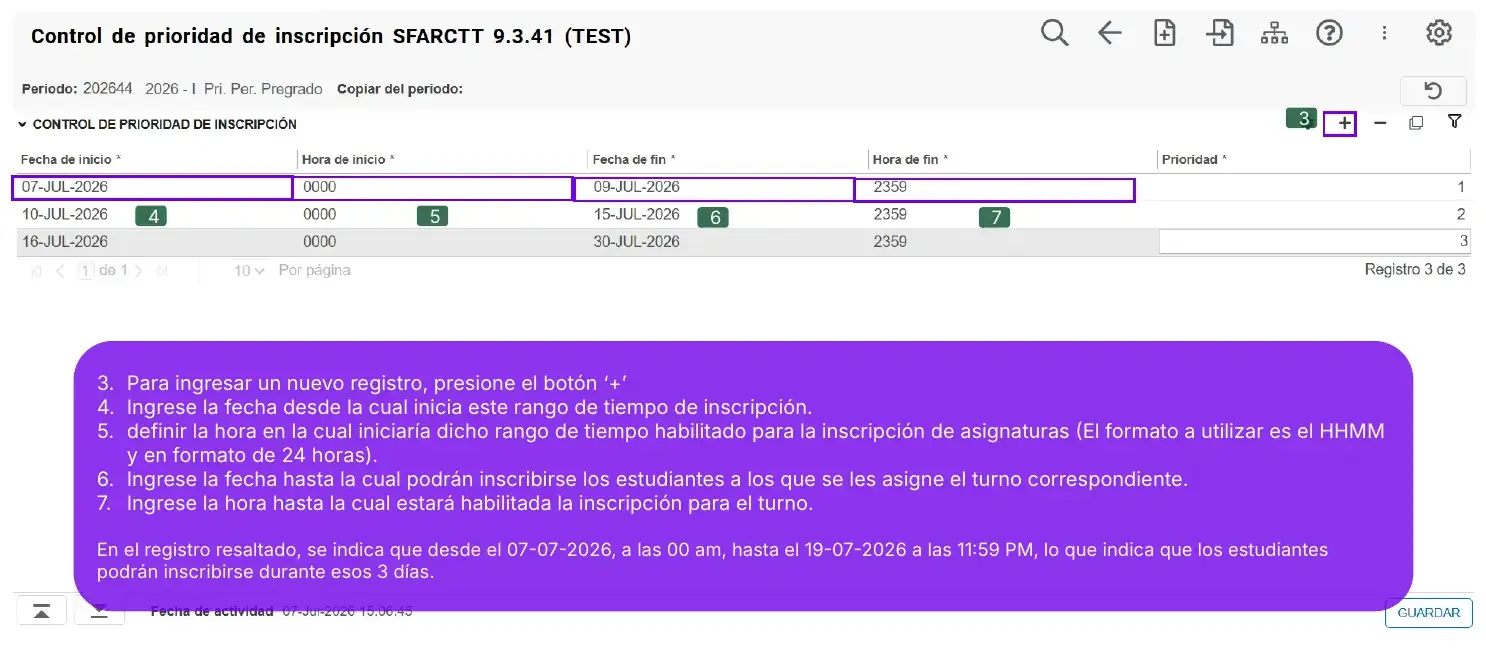 Control de prioridad de inscripción SFARCTT 9.3.41 (TEST)
Periodo: 202644 2026 - I Pri. Per. Pregrado Copiar del periodo:
CONTROL DE PRIORIDAD DE INSCRIPCIÓN
3
Fecha de inicio * Hora de inicio * Fecha de fin * Hora de fin * Prioridad *
07-JUL-2026 0000 09-JUL-2026 2359 1
10-JUL-2026 4 0000 5 15-JUL-2026 6 2359 7 2
16-JUL-2026 0000 30-JUL-2026 2359 3
1 de 1 10 Por página Registro 3 de 3
3. Para ingresar un nuevo registro, presione el botón ‘+’
4. Ingrese la fecha desde la cual inicia este rango de tiempo de inscripción.
5. definir la hora en la cual iniciaría dicho rango de tiempo habilitado para la inscripción de asignaturas (El formato a utilizar es el HHMM
y en formato de 24 horas).
6. Ingrese la fecha hasta la cual podrán inscribirse los estudiantes a los que se les asigne el turno correspondiente.
7. Ingrese la hora hasta la cual estará habilitada la inscripción para el turno.
En el registro resaltado, se indica que desde el 07-07-2026, a las 00 am, hasta el 19-07-2026 a las 11:59 PM, lo que indica que los estudiantes
podrán inscribirse durante esos 3 días.
Fecha de actividad 07-Jul-2026 15:06:45
GUARDAR